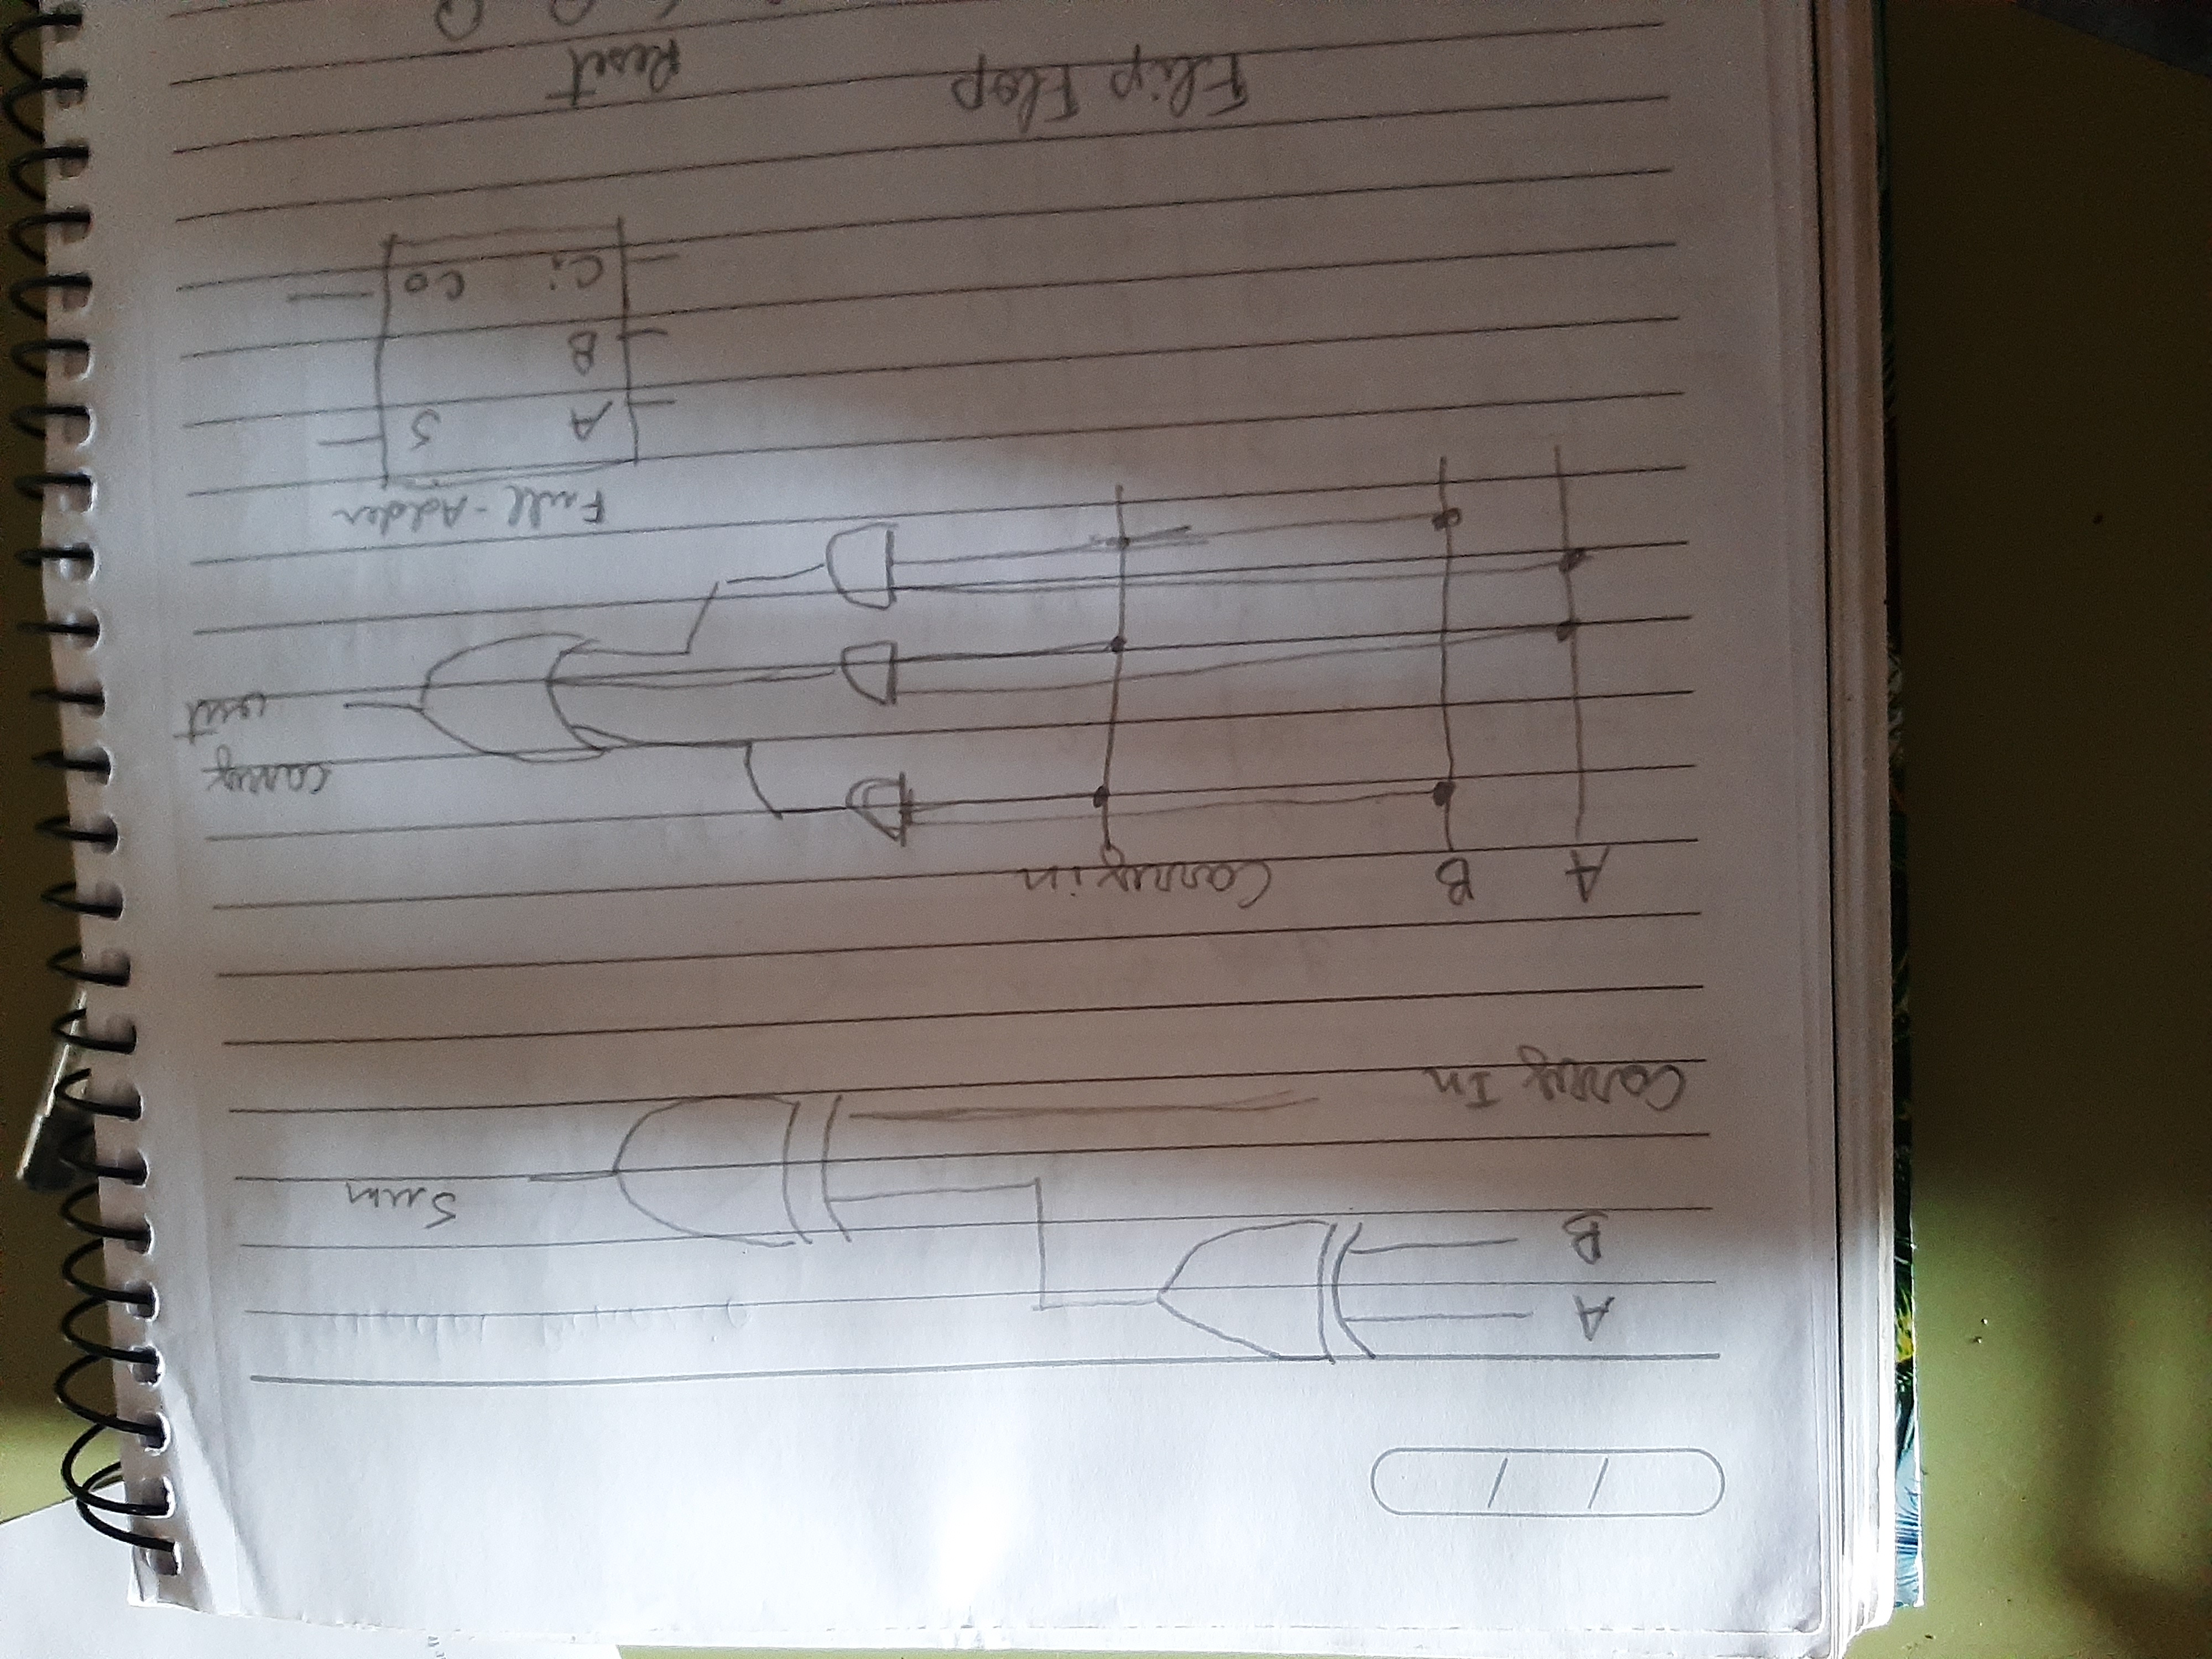 A
B
Sum
Carry In
A B Carry in
carry
out
Full-Adder
A S
B
Ci Co
Flip Flop Reset